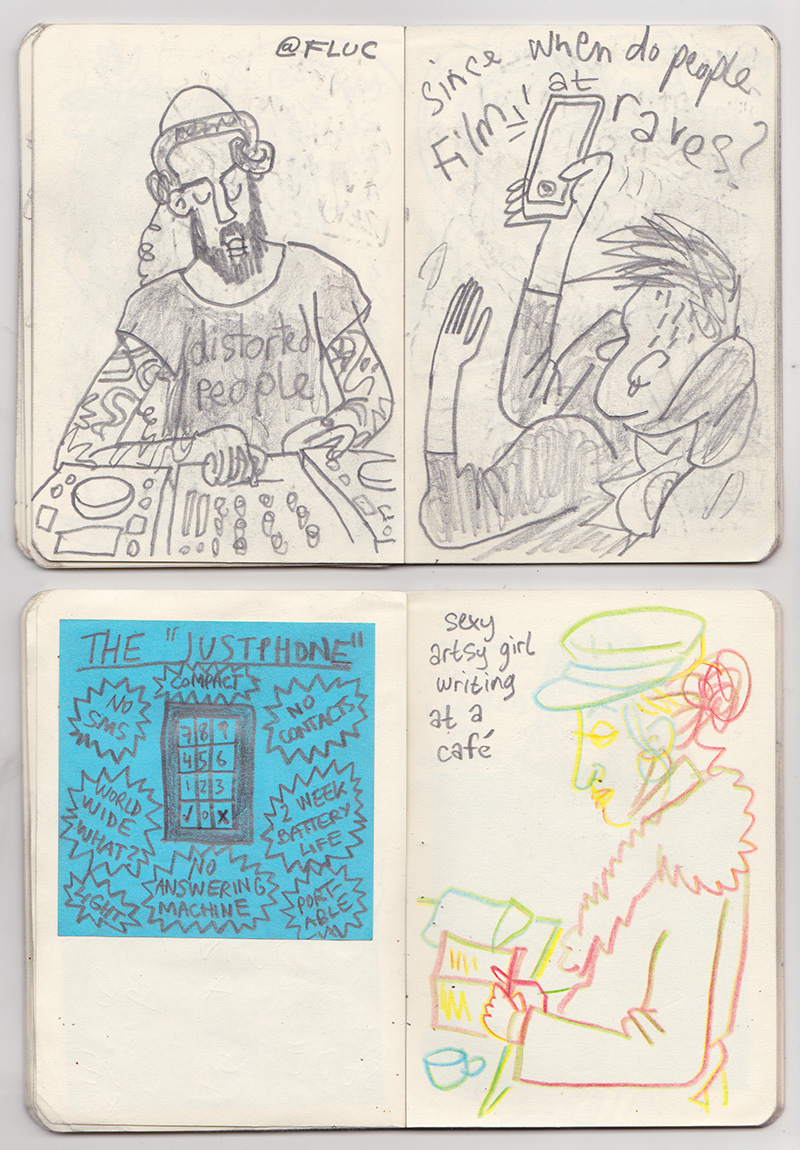 @FLUC
distorted
people
since when do people
film at
raves?
THE "JUSTPHONE"
COMPACT
NO
SMS
NO
CONTACTS
7 8 9
4 5 6
1 2 3
✓ 0 X
WORLD
WIDE
WHAT?
2 WEEK
BATTERY
LIFE
LIGHT
NO
ANSWERING
MACHINE
PORT-
ABLE
sexy
artsy girl
writing
at a
café